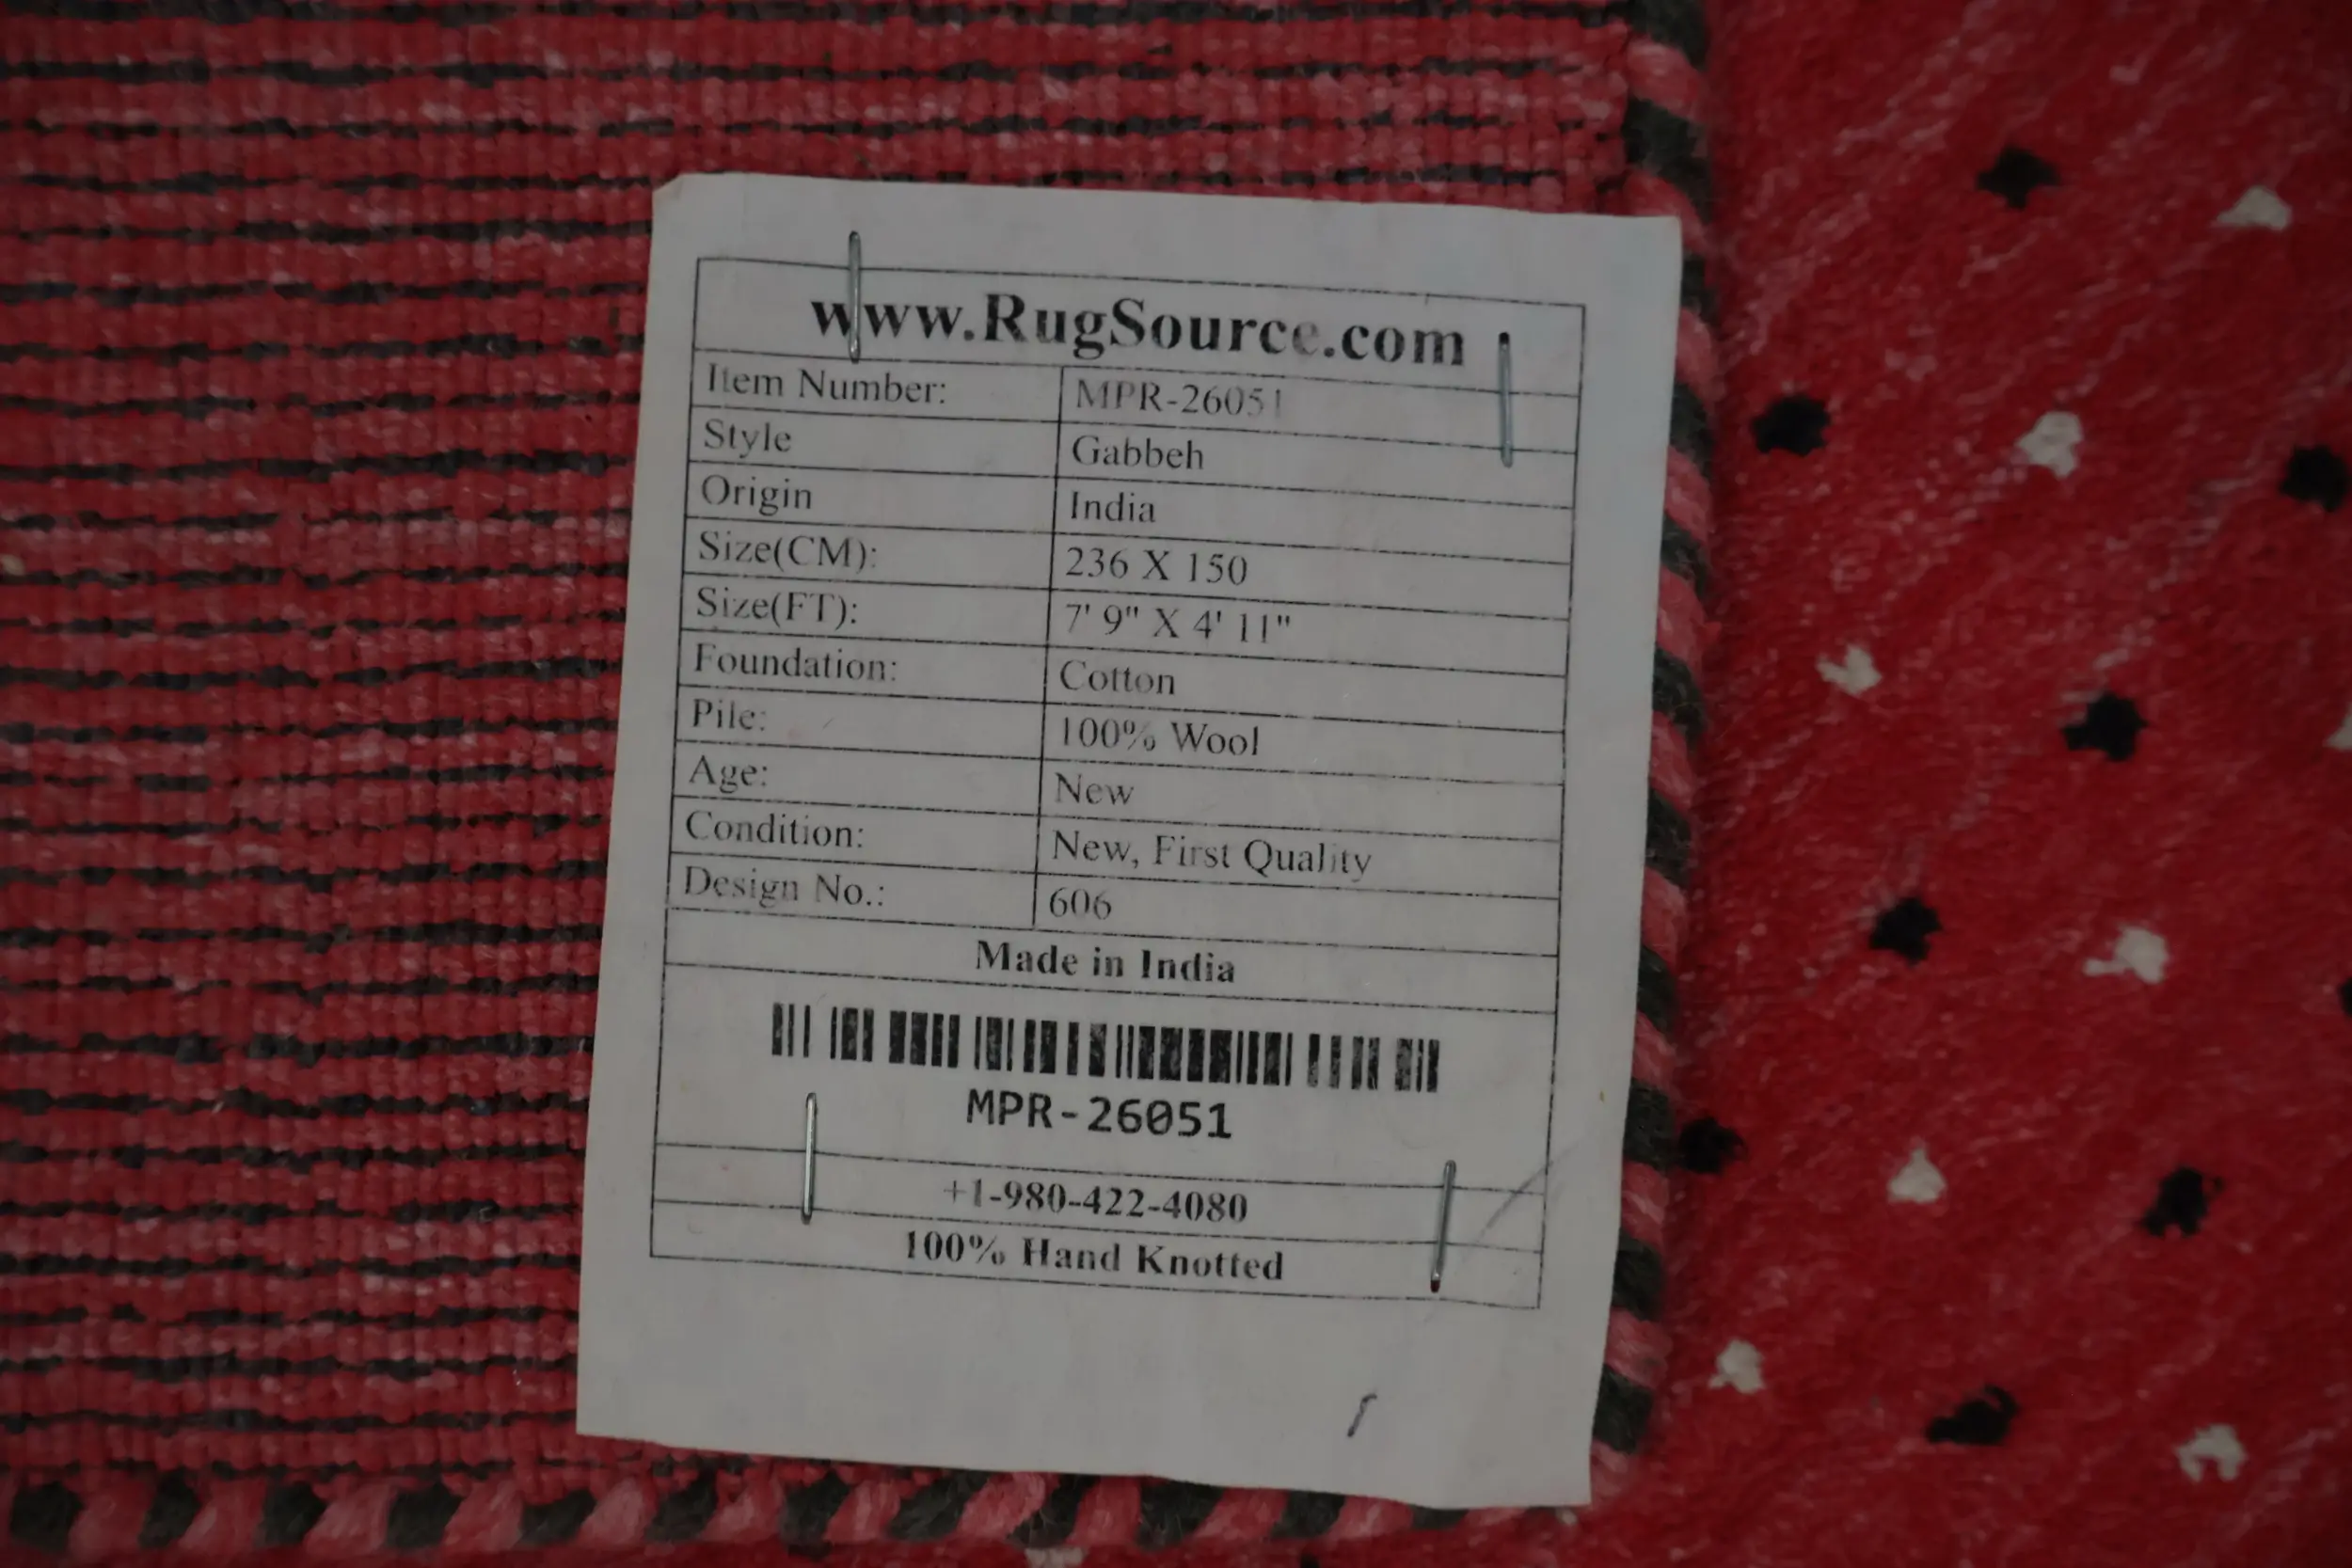 www.RugSource.com
Item Number: MPR-26051
Style Gabbeh
Origin India
Size(CM): 236 X 150
Size(FT): 7' 9" X 4' 11"
Foundation: Cotton
Pile: 100% Wool
Age: New
Condition: New, First Quality
Design No.: 606
Made in India
MPR-26051
+1-980-422-4080
100% Hand Knotted